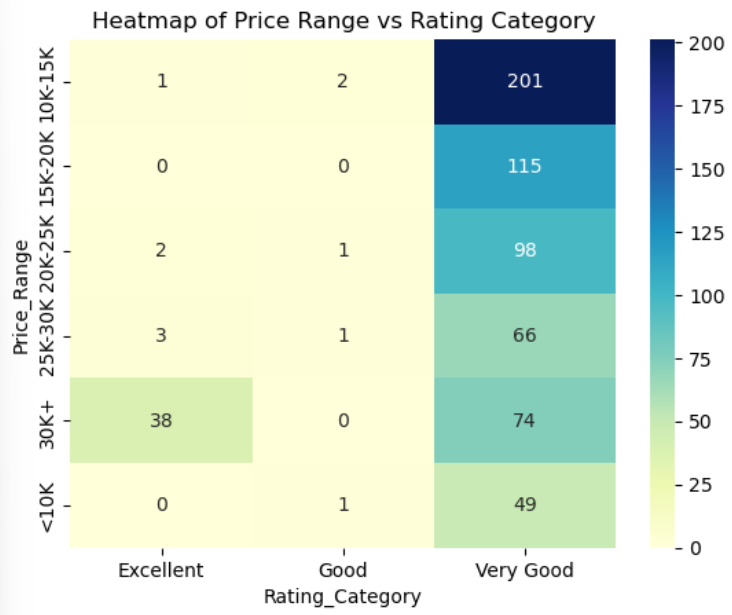 Heatmap of Price Range vs Rating Category
Price_Range
10K-15K 1 2 201
15K-20K 0 0 115
20K-25K 2 1 98
25K-30K 3 1 66
30K+ 38 0 74
<10K 0 1 49
Excellent Good Very Good
Rating_Category
200
175
150
125
100
75
50
25
0